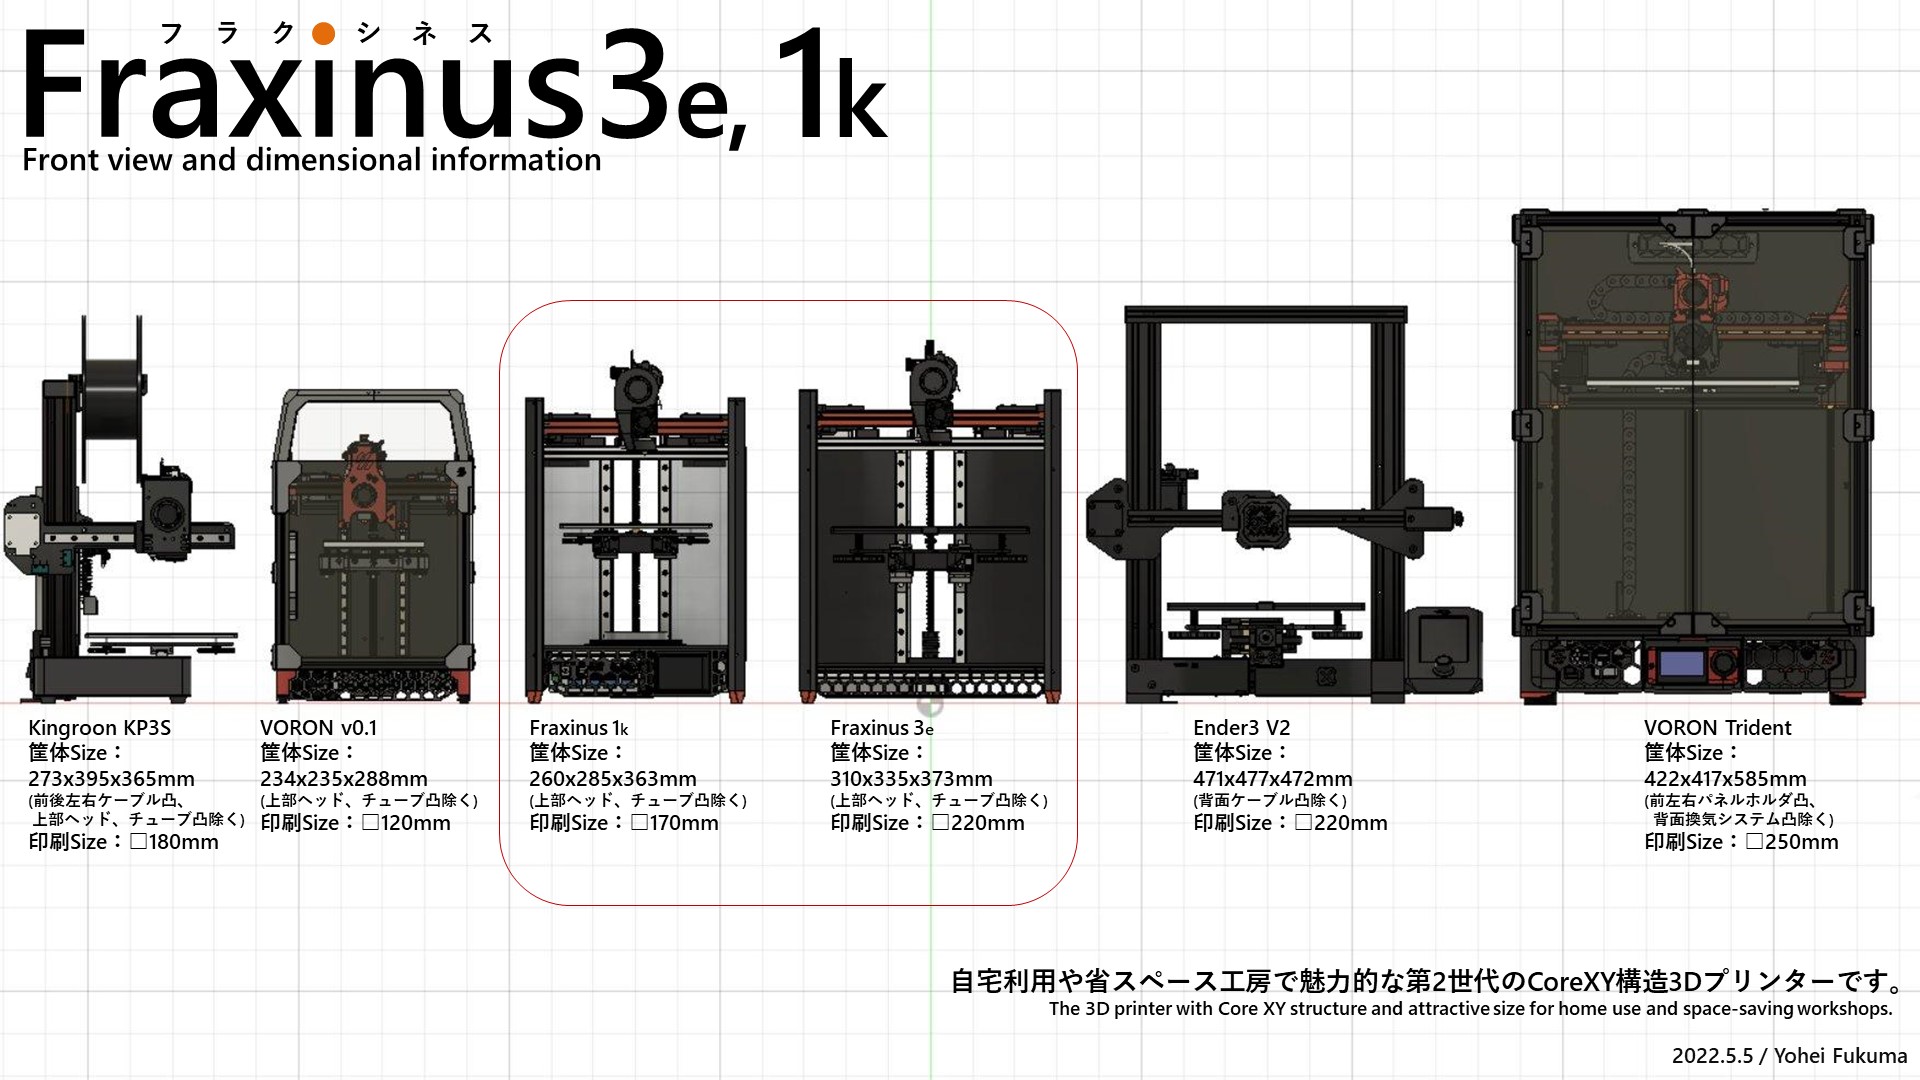 フラク●シネス
Fraxinus3e, 1k
Front view and dimensional information
Kingroon KP3S
筐体Size：
273x395x365mm
(前後左右ケーブル凸、
上部ヘッド、チューブ凸除く)
印刷Size：□180mm
VORON v0.1
筐体Size：
234x235x288mm
(上部ヘッド、チューブ凸除く)
印刷Size：□120mm
Fraxinus 1k
筐体Size：
260x285x363mm
(上部ヘッド、チューブ凸除く)
印刷Size：□170mm
Fraxinus 3e
筐体Size：
310x335x373mm
(上部ヘッド、チューブ凸除く)
印刷Size：□220mm
Ender3 V2
筐体Size：
471x477x472mm
(背面ケーブル凸除く)
印刷Size：□220mm
VORON Trident
筐体Size：
422x417x585mm
(前左右パネルホルダ凸、
背面換気システム凸除く)
印刷Size：□250mm
自宅利用や省スペース工房で魅力的な第2世代のCoreXY構造3Dプリンターです。
The 3D printer with Core XY structure and attractive size for home use and space-saving workshops.
2022.5.5 / Yohei Fukuma